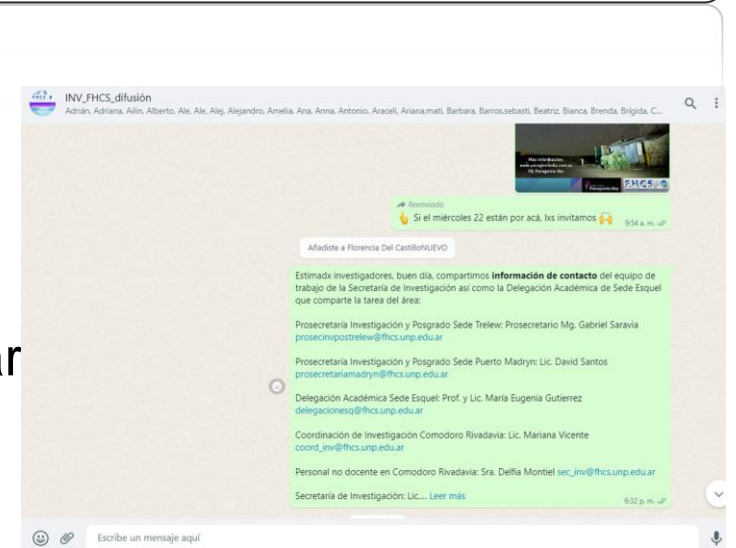 INV_FHCS_difusión
Adrián, Adriana, Ailin, Alberto, Ale, Ale, Alej, Alejandro, Amelia, Ana, Anna, Antonio, Araceli, Ariana.mati, Barbara, Barros.sebasti, Beatriz, Bianca, Brenda, Brígida, C...
Más información:
FHCS
Reenviado
👆 Si el miércoles 22 están por acá, lxs invitamos 🙌
9:54 a. m.
Añadiste a Florencia Del CastilloNUEVO
Estimadx investigadores, buen día, compartimos información de contacto del equipo de
trabajo de la Secretaría de Investigación así como la Delegación Académica de Sede Esquel
que comparte la tarea del área:
Prosecretaría Investigación y Posgrado Sede Trelew: Prosecretario Mg. Gabriel Saravia
prosecinvpostrelew@fhcs.unp.edu.ar
ar
Prosecretaría Investigación y Posgrado Sede Puerto Madryn: Lic. David Santos
prosecretariamadryn@fhcs.unp.edu.ar
Delegación Académica Sede Esquel: Prof. y Lic. María Eugenia Gutierrez
delegacionesq@fhcs.unp.edu.ar
Coordinación de Investigación Comodoro Rivadavia: Lic. Mariana Vicente
coord_inv@fhcs.unp.edu.ar
Personal no docente en Comodoro Rivadavia: Sra. Delfia Montiel sec_inv@fhcs.unp.edu.ar
Secretaría de Investigación: Lic.... Leer más
6:32 p. m.
Escribe un mensaje aquí